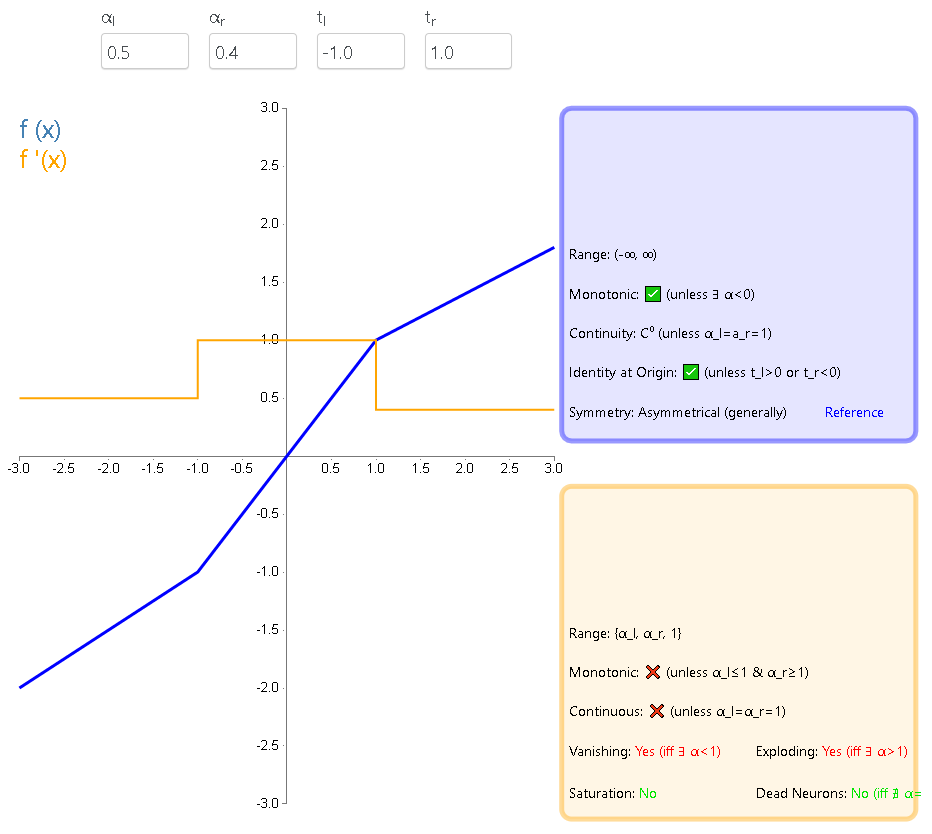 αl αr tl tr
0.5 0.4 -1.0 1.0
f (x)
f '(x)
3.0
2.5
2.0
1.5
1.0
0.5
-3.0 -2.5 -2.0 -1.5 -1.0 -0.5 0.5 1.0 1.5 2.0 2.5 3.0
-0.5
-1.0
-1.5
-2.0
-2.5
-3.0
Range: (-∞, ∞)
Monotonic: ✅ (unless ∃ α<0)
Continuity: C⁰ (unless α_l=a_r=1)
Identity at Origin: ✅ (unless t_l>0 or t_r<0)
Symmetry: Asymmetrical (generally) Reference
Range: {α_l, α_r, 1}
Monotonic: ❌ (unless α_l≤1 & α_r≥1)
Continuous: ❌ (unless α_l=α_r=1)
Vanishing: Yes (iff ∃ α<1) Exploding: Yes (iff ∃ α>1)
Saturation: No Dead Neurons: No (iff ∄ α=